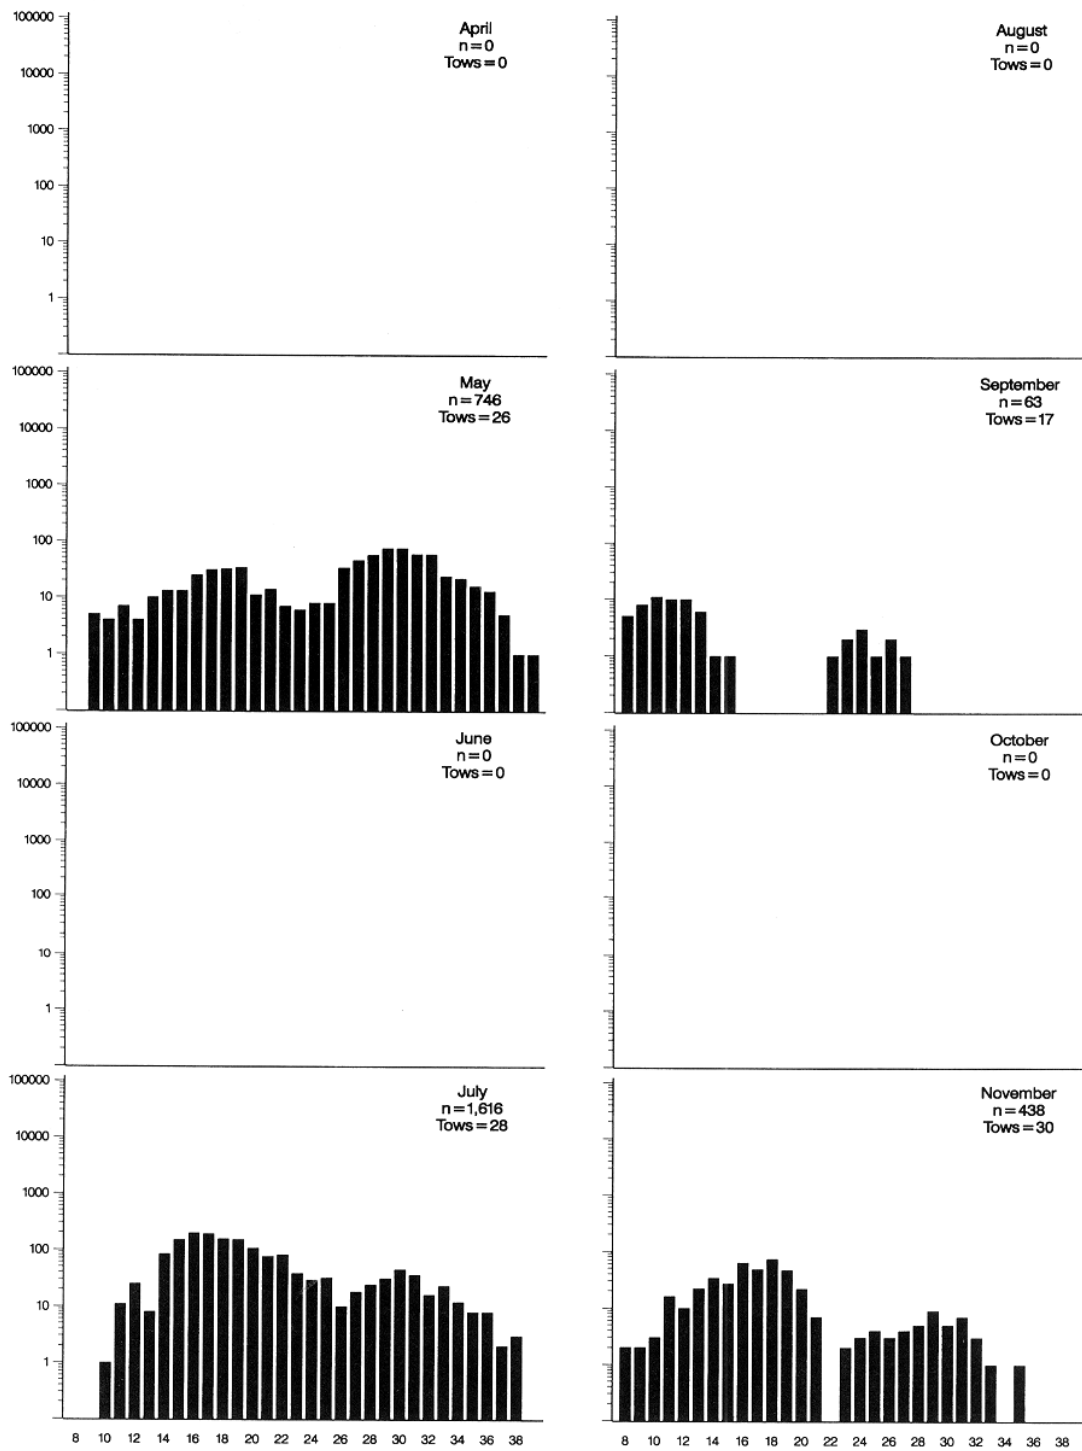 April
n=0
Tows=0
100000
10000
1000
100
10
1
August
n=0
Tows=0
May
n=746
Tows=26
100000
10000
1000
100
10
1
September
n=63
Tows=17
June
n=0
Tows=0
100000
10000
1000
100
10
1
October
n=0
Tows=0
July
n=1,616
Tows=28
100000
10000
1000
100
10
1
8 10 12 14 16 18 20 22 24 26 28 30 32 34 36 38
November
n=438
Tows=30
8 10 12 14 16 18 20 22 24 26 28 30 32 34 36 38